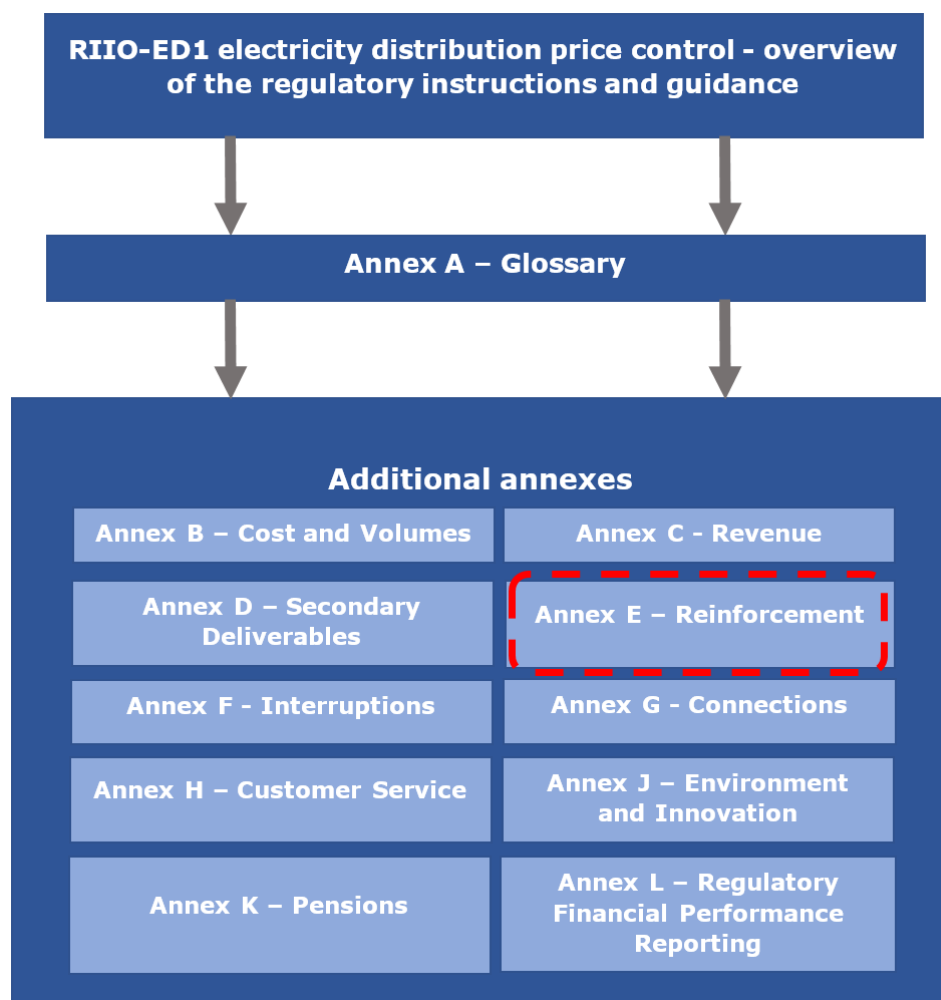 RIIO-ED1 electricity distribution price control - overview
of the regulatory instructions and guidance
Annex A – Glossary
Additional annexes
Annex B – Cost and Volumes
Annex C - Revenue
Annex D – Secondary
Deliverables
Annex E – Reinforcement
Annex F - Interruptions
Annex G - Connections
Annex H – Customer Service
Annex J – Environment
and Innovation
Annex K – Pensions
Annex L – Regulatory
Financial Performance
Reporting